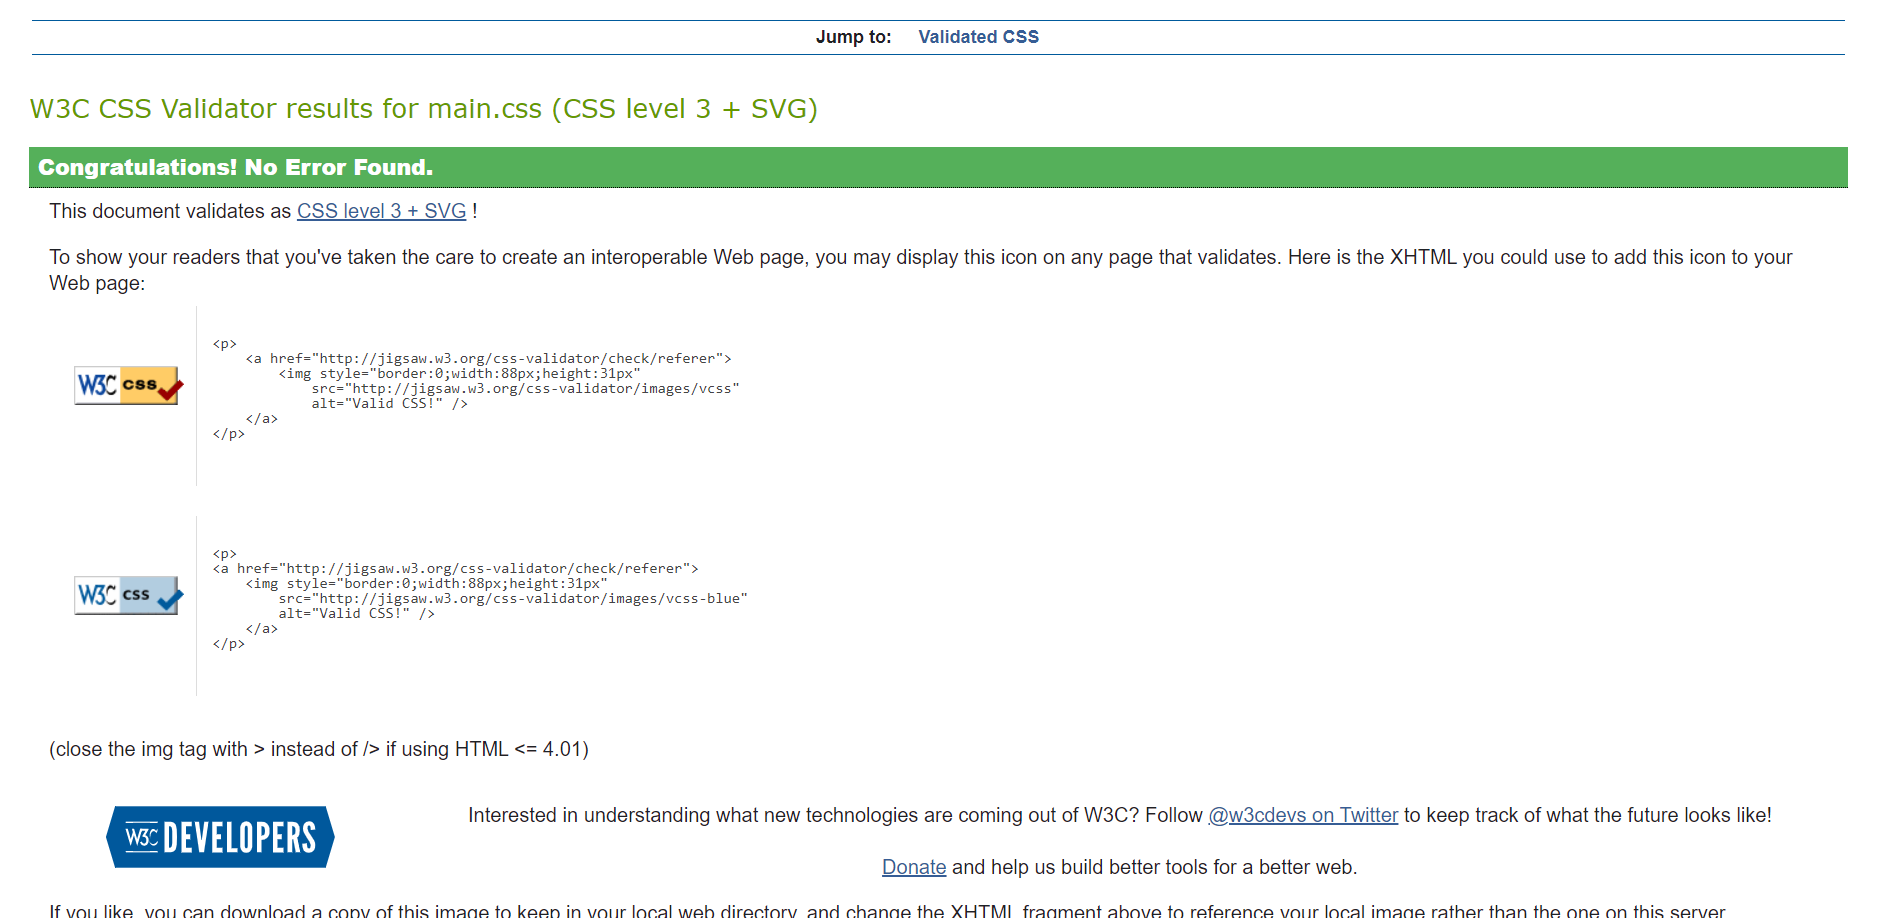 Jump to: Validated CSS
W3C CSS Validator results for main.css (CSS level 3 + SVG)
Congratulations! No Error Found.
This document validates as CSS level 3 + SVG !
To show your readers that you've taken the care to create an interoperable Web page, you may display this icon on any page that validates. Here is the XHTML you could use to add this icon to your
Web page:
W3C css
<p>
    <a href="http://jigsaw.w3.org/css-validator/check/referer">
        <img style="border:0;width:88px;height:31px"
            src="http://jigsaw.w3.org/css-validator/images/vcss"
            alt="Valid CSS!" />
    </a>
</p>
W3C css
<p>
<a href="http://jigsaw.w3.org/css-validator/check/referer">
    <img style="border:0;width:88px;height:31px"
        src="http://jigsaw.w3.org/css-validator/images/vcss-blue"
        alt="Valid CSS!" />
    </a>
</p>
(close the img tag with > instead of /> if using HTML <= 4.01)
W3C DEVELOPERS
Interested in understanding what new technologies are coming out of W3C? Follow @w3cdevs on Twitter to keep track of what the future looks like!
Donate and help us build better tools for a better web.
If you like, you can download a copy of this image to keep in your local web directory, and change the XHTML fragment above to reference your local image rather than the one on this server